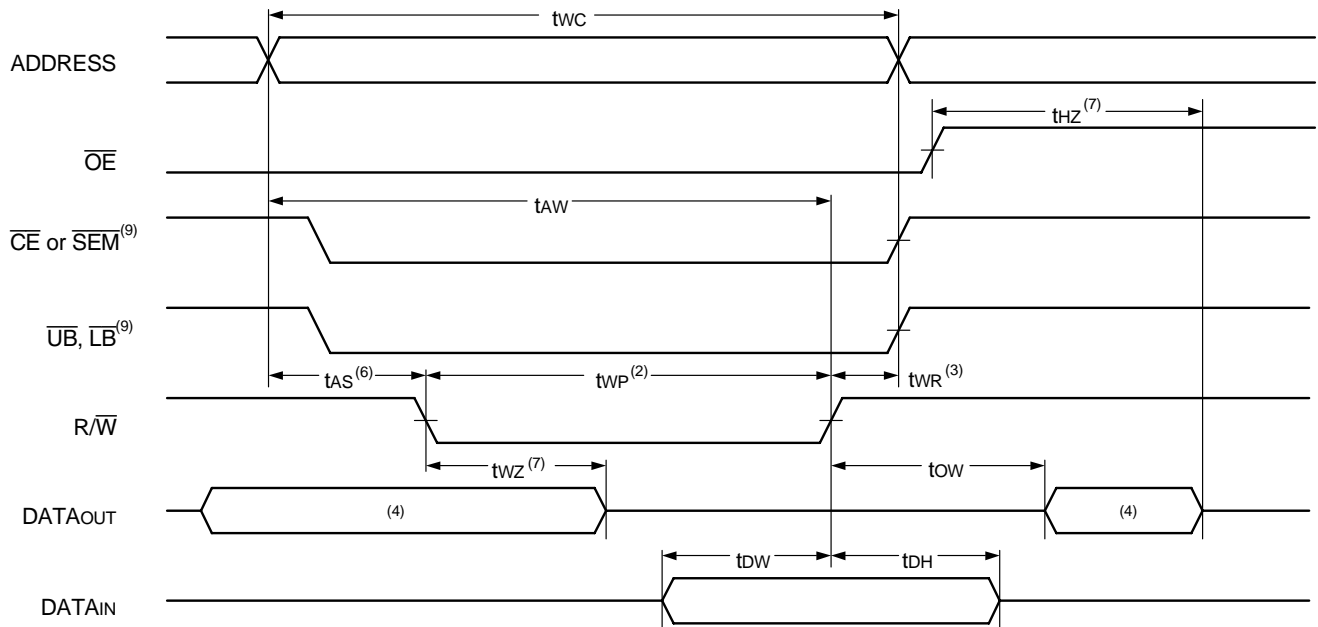 tWC
ADDRESS
tHZ(7)
OE
tAW
CE or SEM(9)
UB, LB(9)
tAS(6) tWP(2) tWR(3)
R/W
tWZ(7) tOW
DATAOUT (4) (4)
tDW tDH
DATAIN